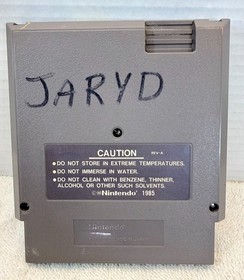 JARYD
CAUTION
REV-A
•DO NOT STORE IN EXTREME TEMPERATURES.
•DO NOT IMMERSE IN WATER.
•DO NOT CLEAN WITH BENZENE, THINNER,
ALCOHOL OR OTHER SUCH SOLVENTS.
©®Nintendo® 1985